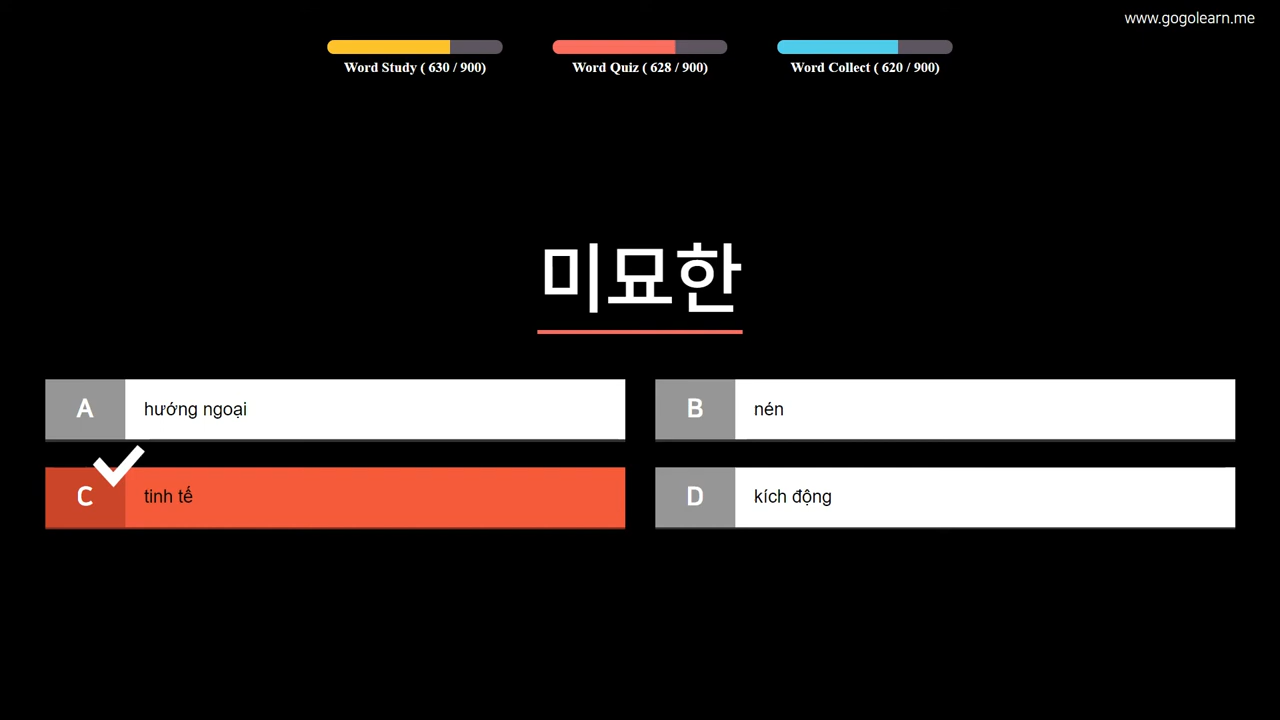 www.gogolearn.me
Word Study ( 630 / 900)
Word Quiz ( 628 / 900)
Word Collect ( 620 / 900)
미묘한
A hướng ngoại
B nén
C tinh tế
D kích động